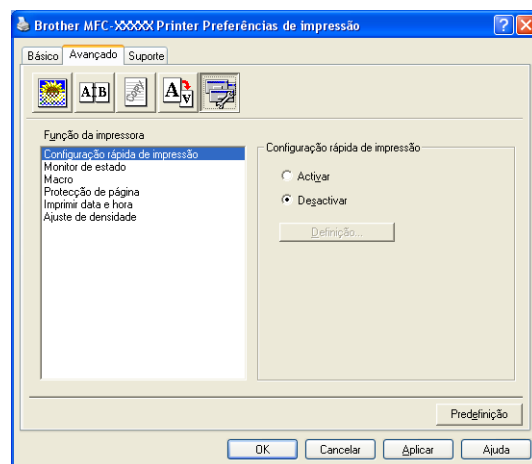 Brother MFC-XXXXX Printer Preferências de impressão
Básico Avançado Suporte
A B A v
Função da impressora
Configuração rápida de impressão
Monitor de estado
Macro
Protecção de página
Imprimir data e hora
Ajuste de densidade
Configuração rápida de impressão
Activar
Desactivar
Definição...
Predefinição
OK Cancelar Aplicar Ajuda